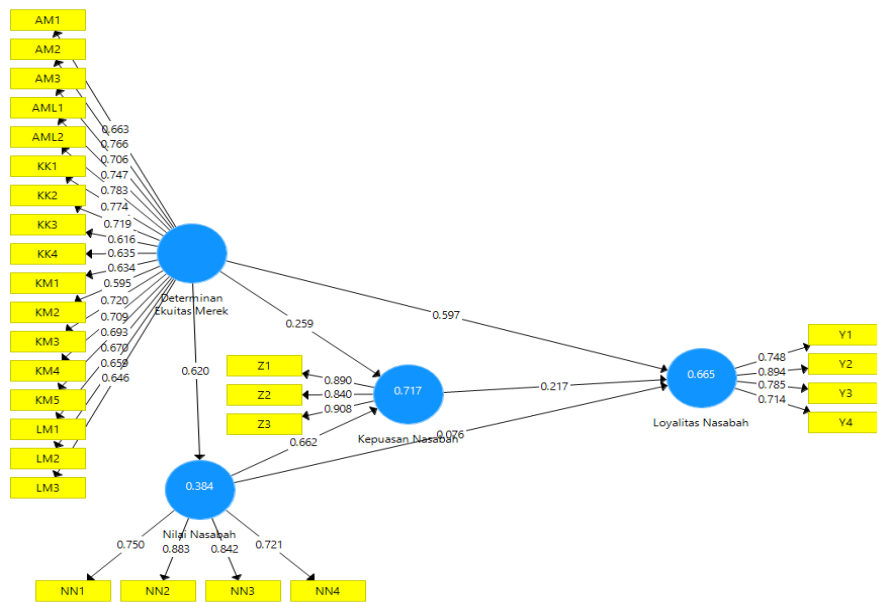 AM1
AM2
AM3
AML1
AML2
KK1
KK2
KK3
KK4
KM1
KM2
KM3
KM4
KM5
LM1
LM2
LM3
0.663
0.766
0.706
0.747
0.783
0.774
0.719
0.616
0.635
0.634
0.595
0.720
0.709
0.693
0.670
0.659
0.646
Determinan
Ekuitas Merek
0.597
0.259
0.620
Z1
Z2
Z3
0.890
0.840
0.908
0.717
Kepuasan Nasabah
0.217
0.076
0.662
0.665
Loyalitas Nasabah
0.748
0.894
0.785
0.714
Y1
Y2
Y3
Y4
0.384
Nilai Nasabah
0.750
0.883
0.842
0.721
NN1
NN2
NN3
NN4